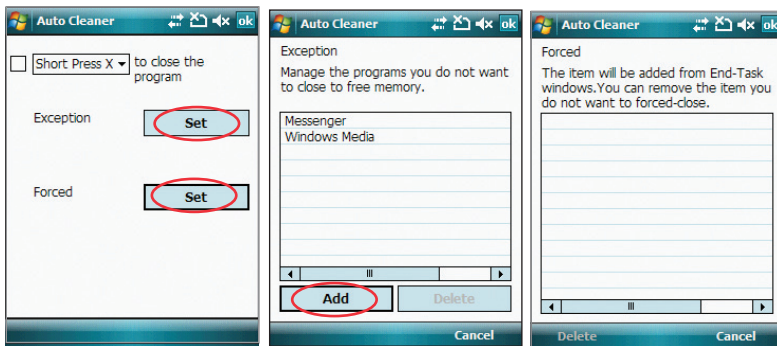 Auto Cleaner ok
Short Press X to close the
program
Exception Set
Forced Set
Auto Cleaner ok
Exception
Manage the programs you do not want
to close to free memory.
Messenger
Windows Media
Add Delete
Cancel
Auto Cleaner ok
Forced
The item will be added from End-Task
windows.You can remove the item you
do not want to forced-close.
Delete Cancel